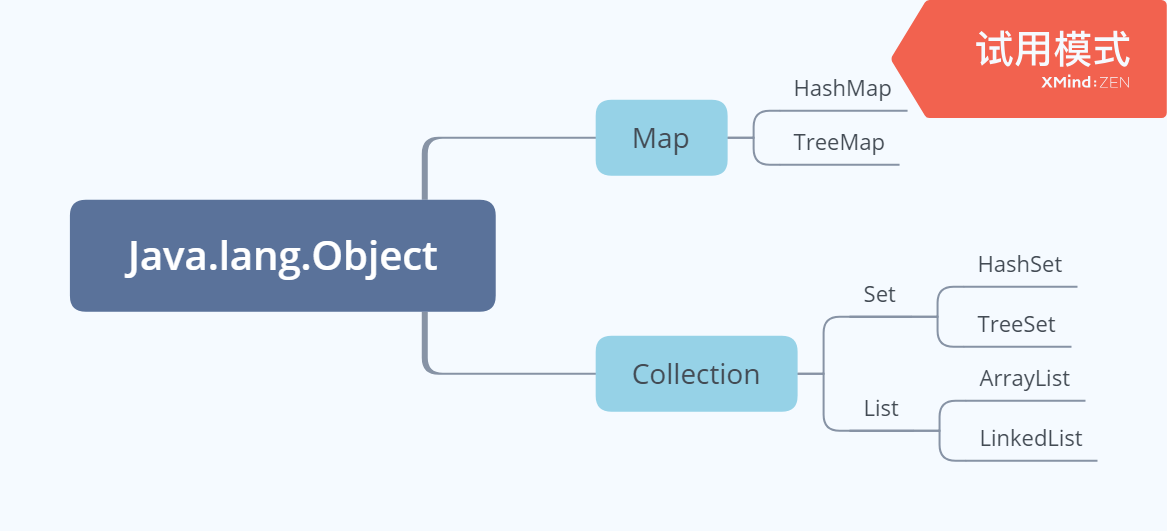 试用模式
XMind:ZEN
HashMap
Map
TreeMap
Java.lang.Object
HashSet
Set
TreeSet
Collection
ArrayList
List
LinkedList